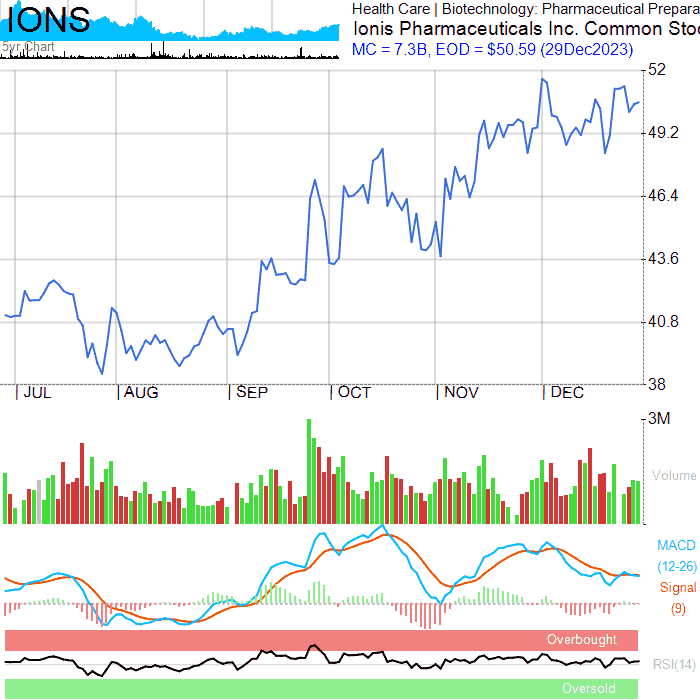 IONS
5yr Chart
Health Care | Biotechnology: Pharmaceutical Prepara
Ionis Pharmaceuticals Inc. Common Stoc
MC = 7.3B, EOD = $50.59 (29Dec2023)
52
49.2
46.4
43.6
40.8
38
JUL AUG SEP OCT NOV DEC
3M
Volume
MACD
(12-26)
Signal
(9)
Overbought
RSI(14)
Oversold